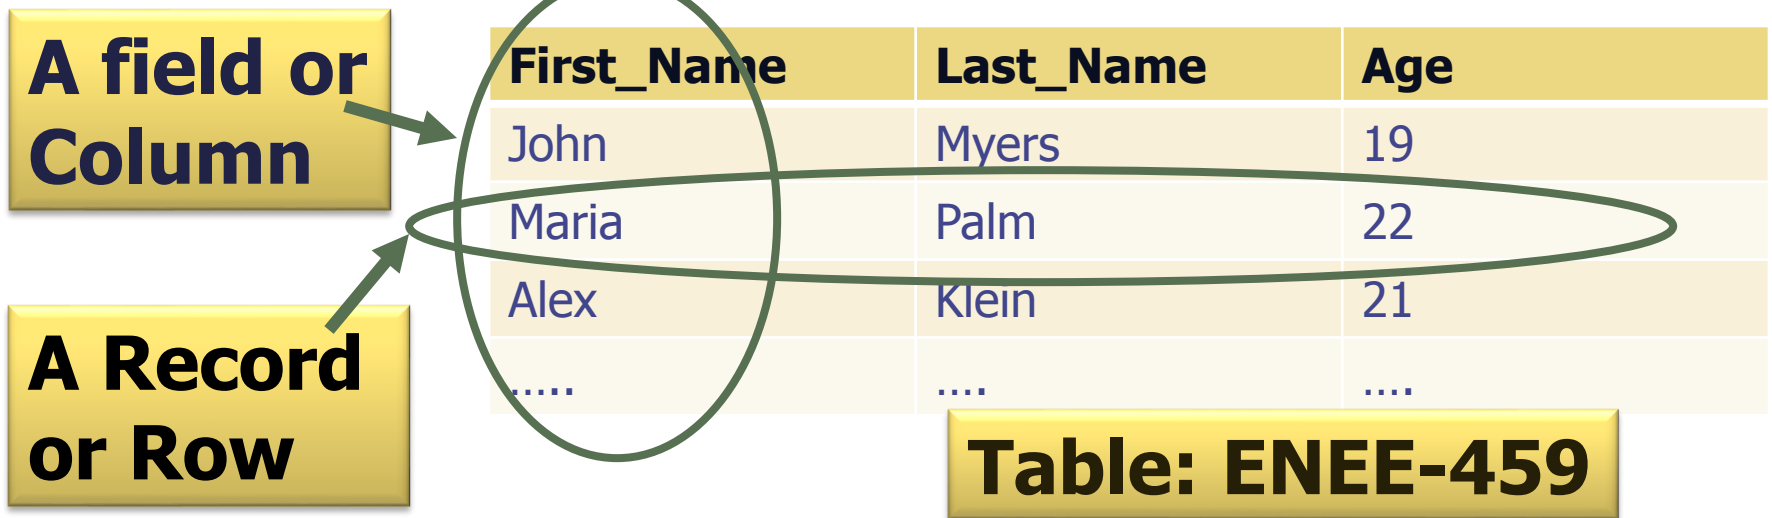 A field or
Column
First_Name Last_Name Age
John Myers 19
Maria Palm 22
Alex Klein 21
..... .... ....
A Record
or Row
Table: ENEE-459